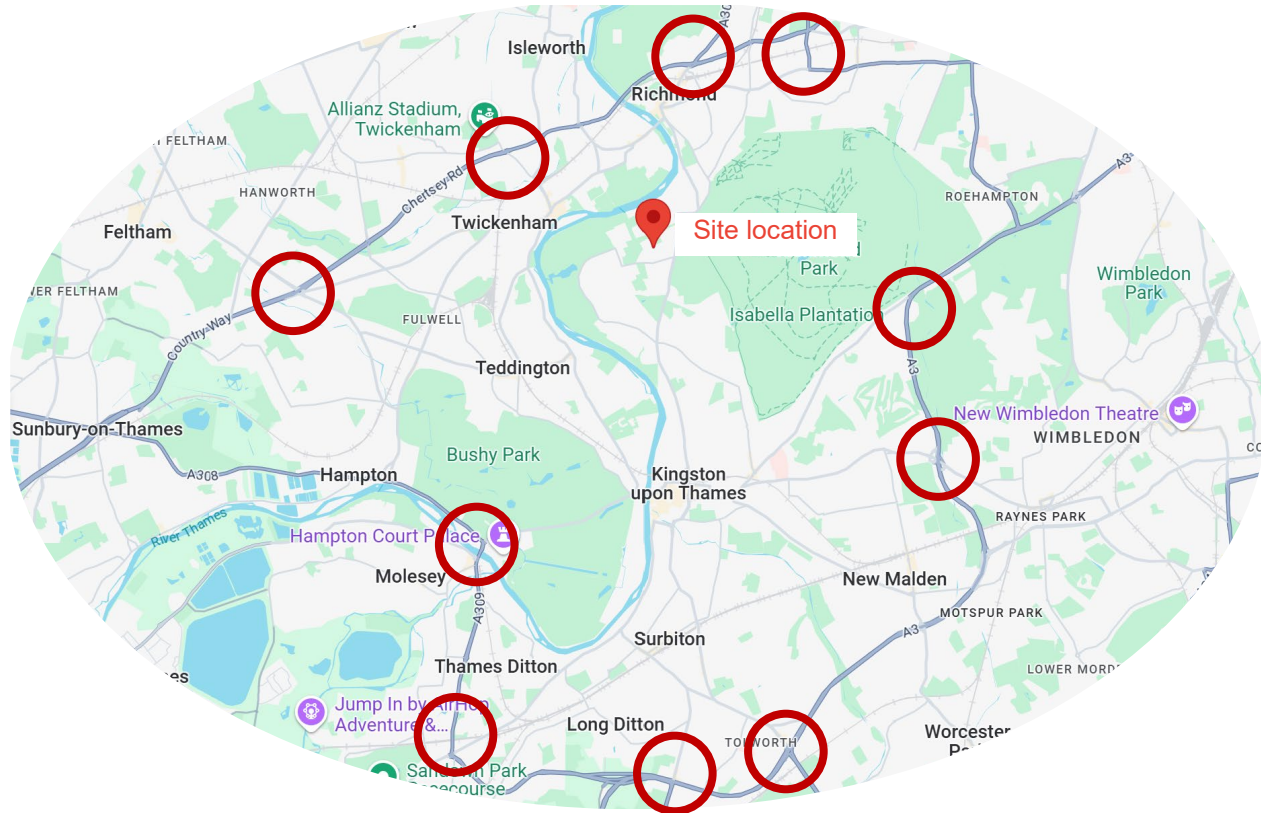 A30
Isleworth
Richmond
Allianz Stadium,
Twickenham
FELTHAM
Chertsey Rd
HANWORTH
ROEHAMPTON
A3
Twickenham
Feltham
Site location
Park
Wimbledon
Park
FELTHAM
Isabella Plantation
FULWELL
Country Way
A3
Teddington
New Wimbledon Theatre
Sunbury-on-Thames
WIMBLEDON
Bushy Park
A308
Hampton
Kingston
upon Thames
RAYNES PARK
River Thames
Hampton Court Palace
Molesey
New Malden
A309
MOTSPUR PARK
A3
Surbiton
Thames Ditton
LOWER
Jump In by AirHop
Adventure &...
Long Ditton
TOLWORTH
Worcester
Sandown Park
Racecourse